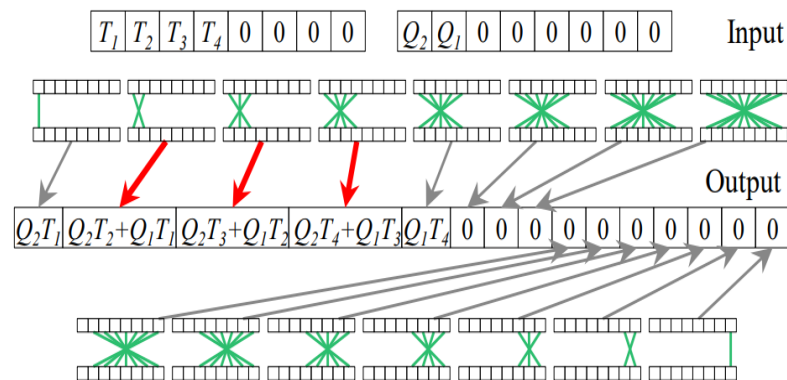 T₁ T₂ T₃ T₄ 0 0 0 0 Q₂ Q₁ 0 0 0 0 0 0 Input
Output
Q₂T₁ Q₂T₂+Q₁T₁ Q₂T₃+Q₁T₂ Q₂T₄+Q₁T₃ Q₁T₄ 0 0 0 0 0 0 0 0 0 0